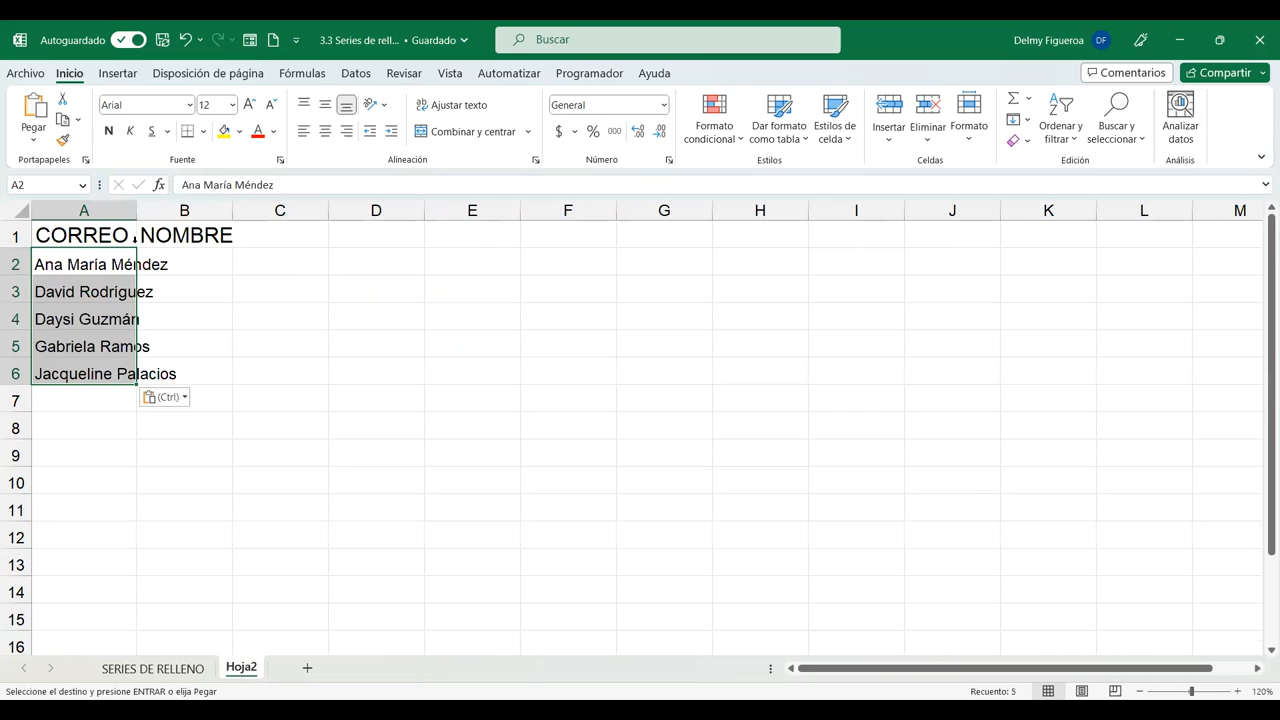 Autoguardado
3.3 Series de rell... • Guardado
Buscar
Delmy Figueroa DF
Archivo Inicio Insertar Disposición de página Fórmulas Datos Revisar Vista Automatizar Programador Ayuda Comentarios Compartir
Pegar
Portapapeles
Arial 12
N K S
Fuente
Ajustar texto
Combinar y centrar
Alineación
General
$ % 000
Número
Formato condicional
Dar formato como tabla
Estilos de celda
Estilos
Insertar
Eliminar
Formato
Celdas
Ordenar y filtrar
Buscar y seleccionar
Edición
Analizar datos
Análisis
A2 fx Ana María Méndez
A B C D E F G H I J K L M
1 CORREO NOMBRE
2 Ana María Méndez
3 David Rodríguez
4 Daysi Guzmán
5 Gabriela Ramos
6 Jacqueline Palacios
7 (Ctrl)
8
9
10
11
12
13
14
15
16
SERIES DE RELLENO Hoja2
Seleccione el destino y presione ENTRAR o elija Pegar Recuento: 5 120%